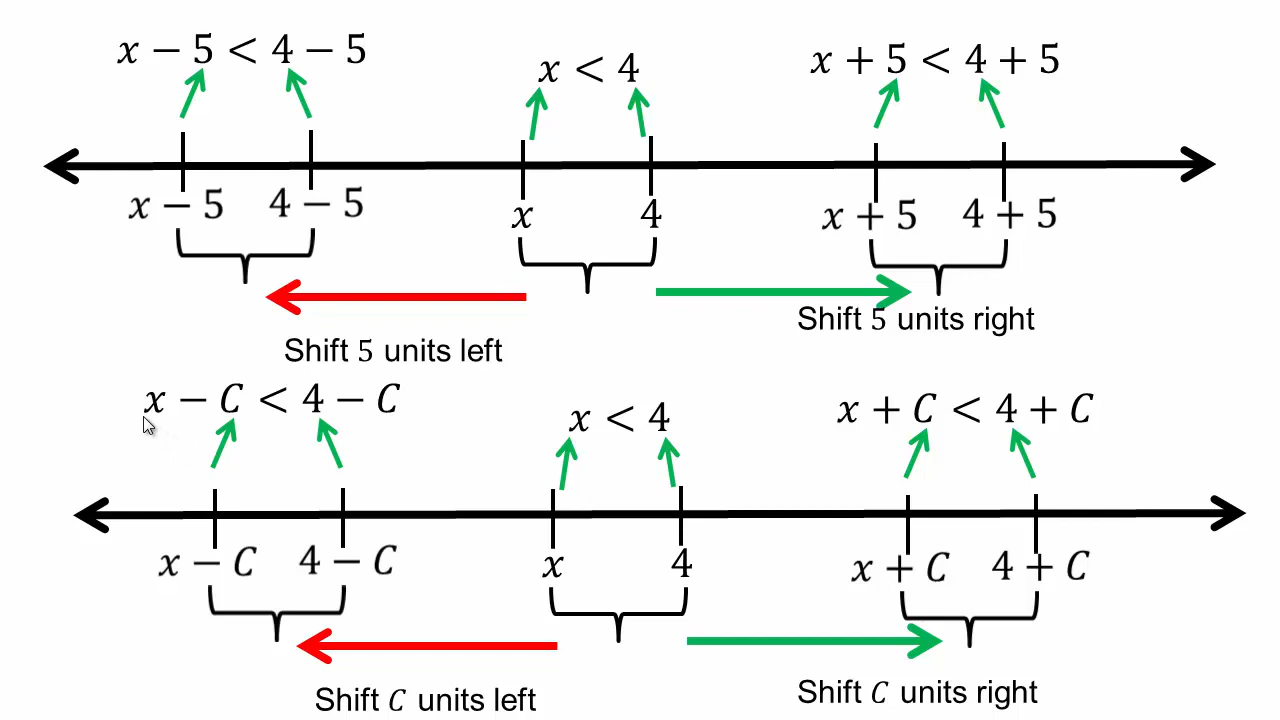 x − 5 < 4 − 5
x < 4
x + 5 < 4 + 5
x − 5
4 − 5
x
4
x + 5
4 + 5
Shift 5 units left
Shift 5 units right
x − C < 4 − C
x < 4
x + C < 4 + C
x − C
4 − C
x
4
x + C
4 + C
Shift C units left
Shift C units right